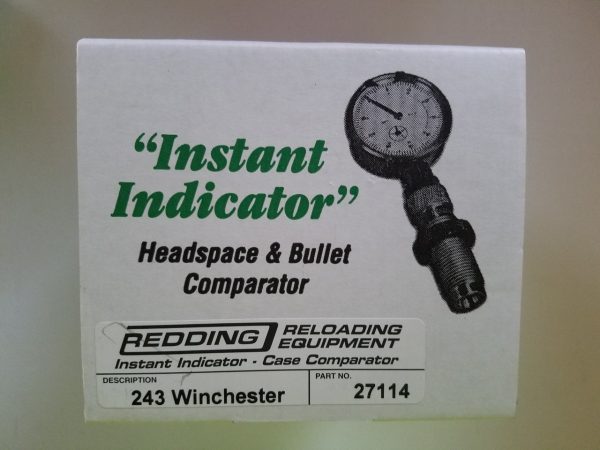 “Instant
Indicator”
Headspace & Bullet
Comparator
REDDING RELOADING
EQUIPMENT
Instant Indicator - Case Comparator
DESCRIPTION
243 Winchester
PART NO.
27114